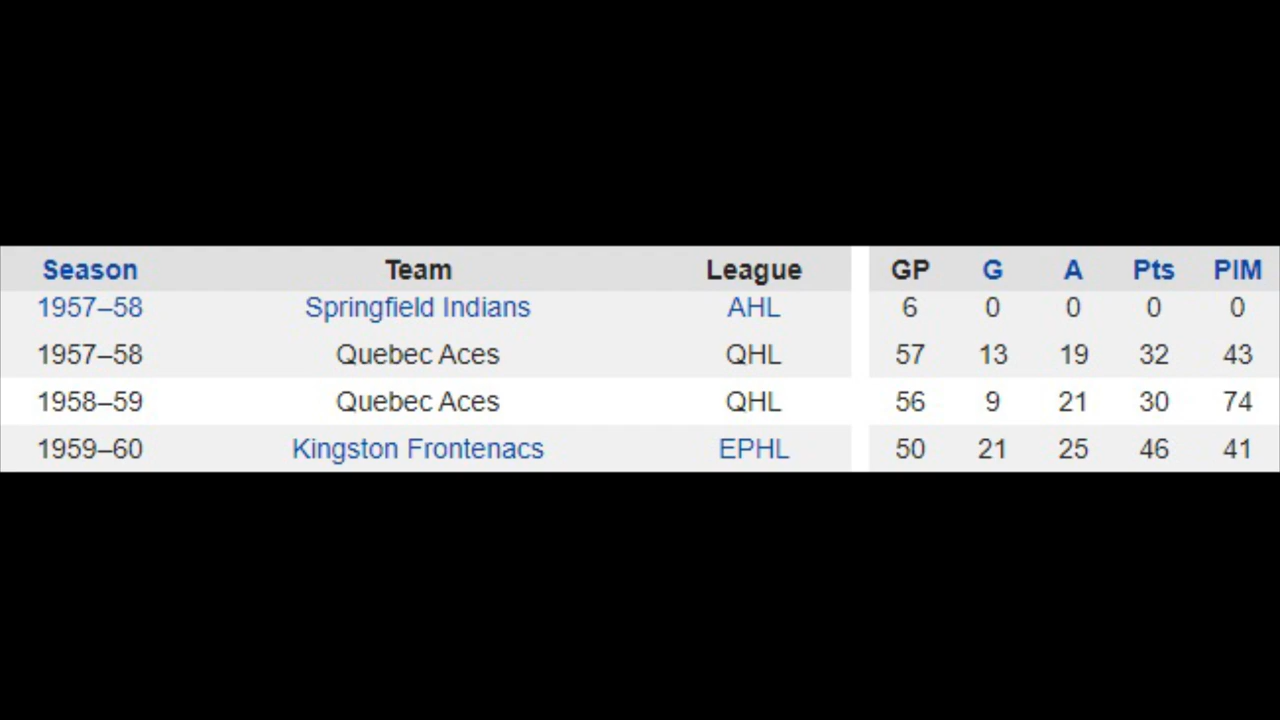 Season Team League GP G A Pts PIM
1957–58 Springfield Indians AHL 6 0 0 0 0
1957–58 Quebec Aces QHL 57 13 19 32 43
1958–59 Quebec Aces QHL 56 9 21 30 74
1959–60 Kingston Frontenacs EPHL 50 21 25 46 41